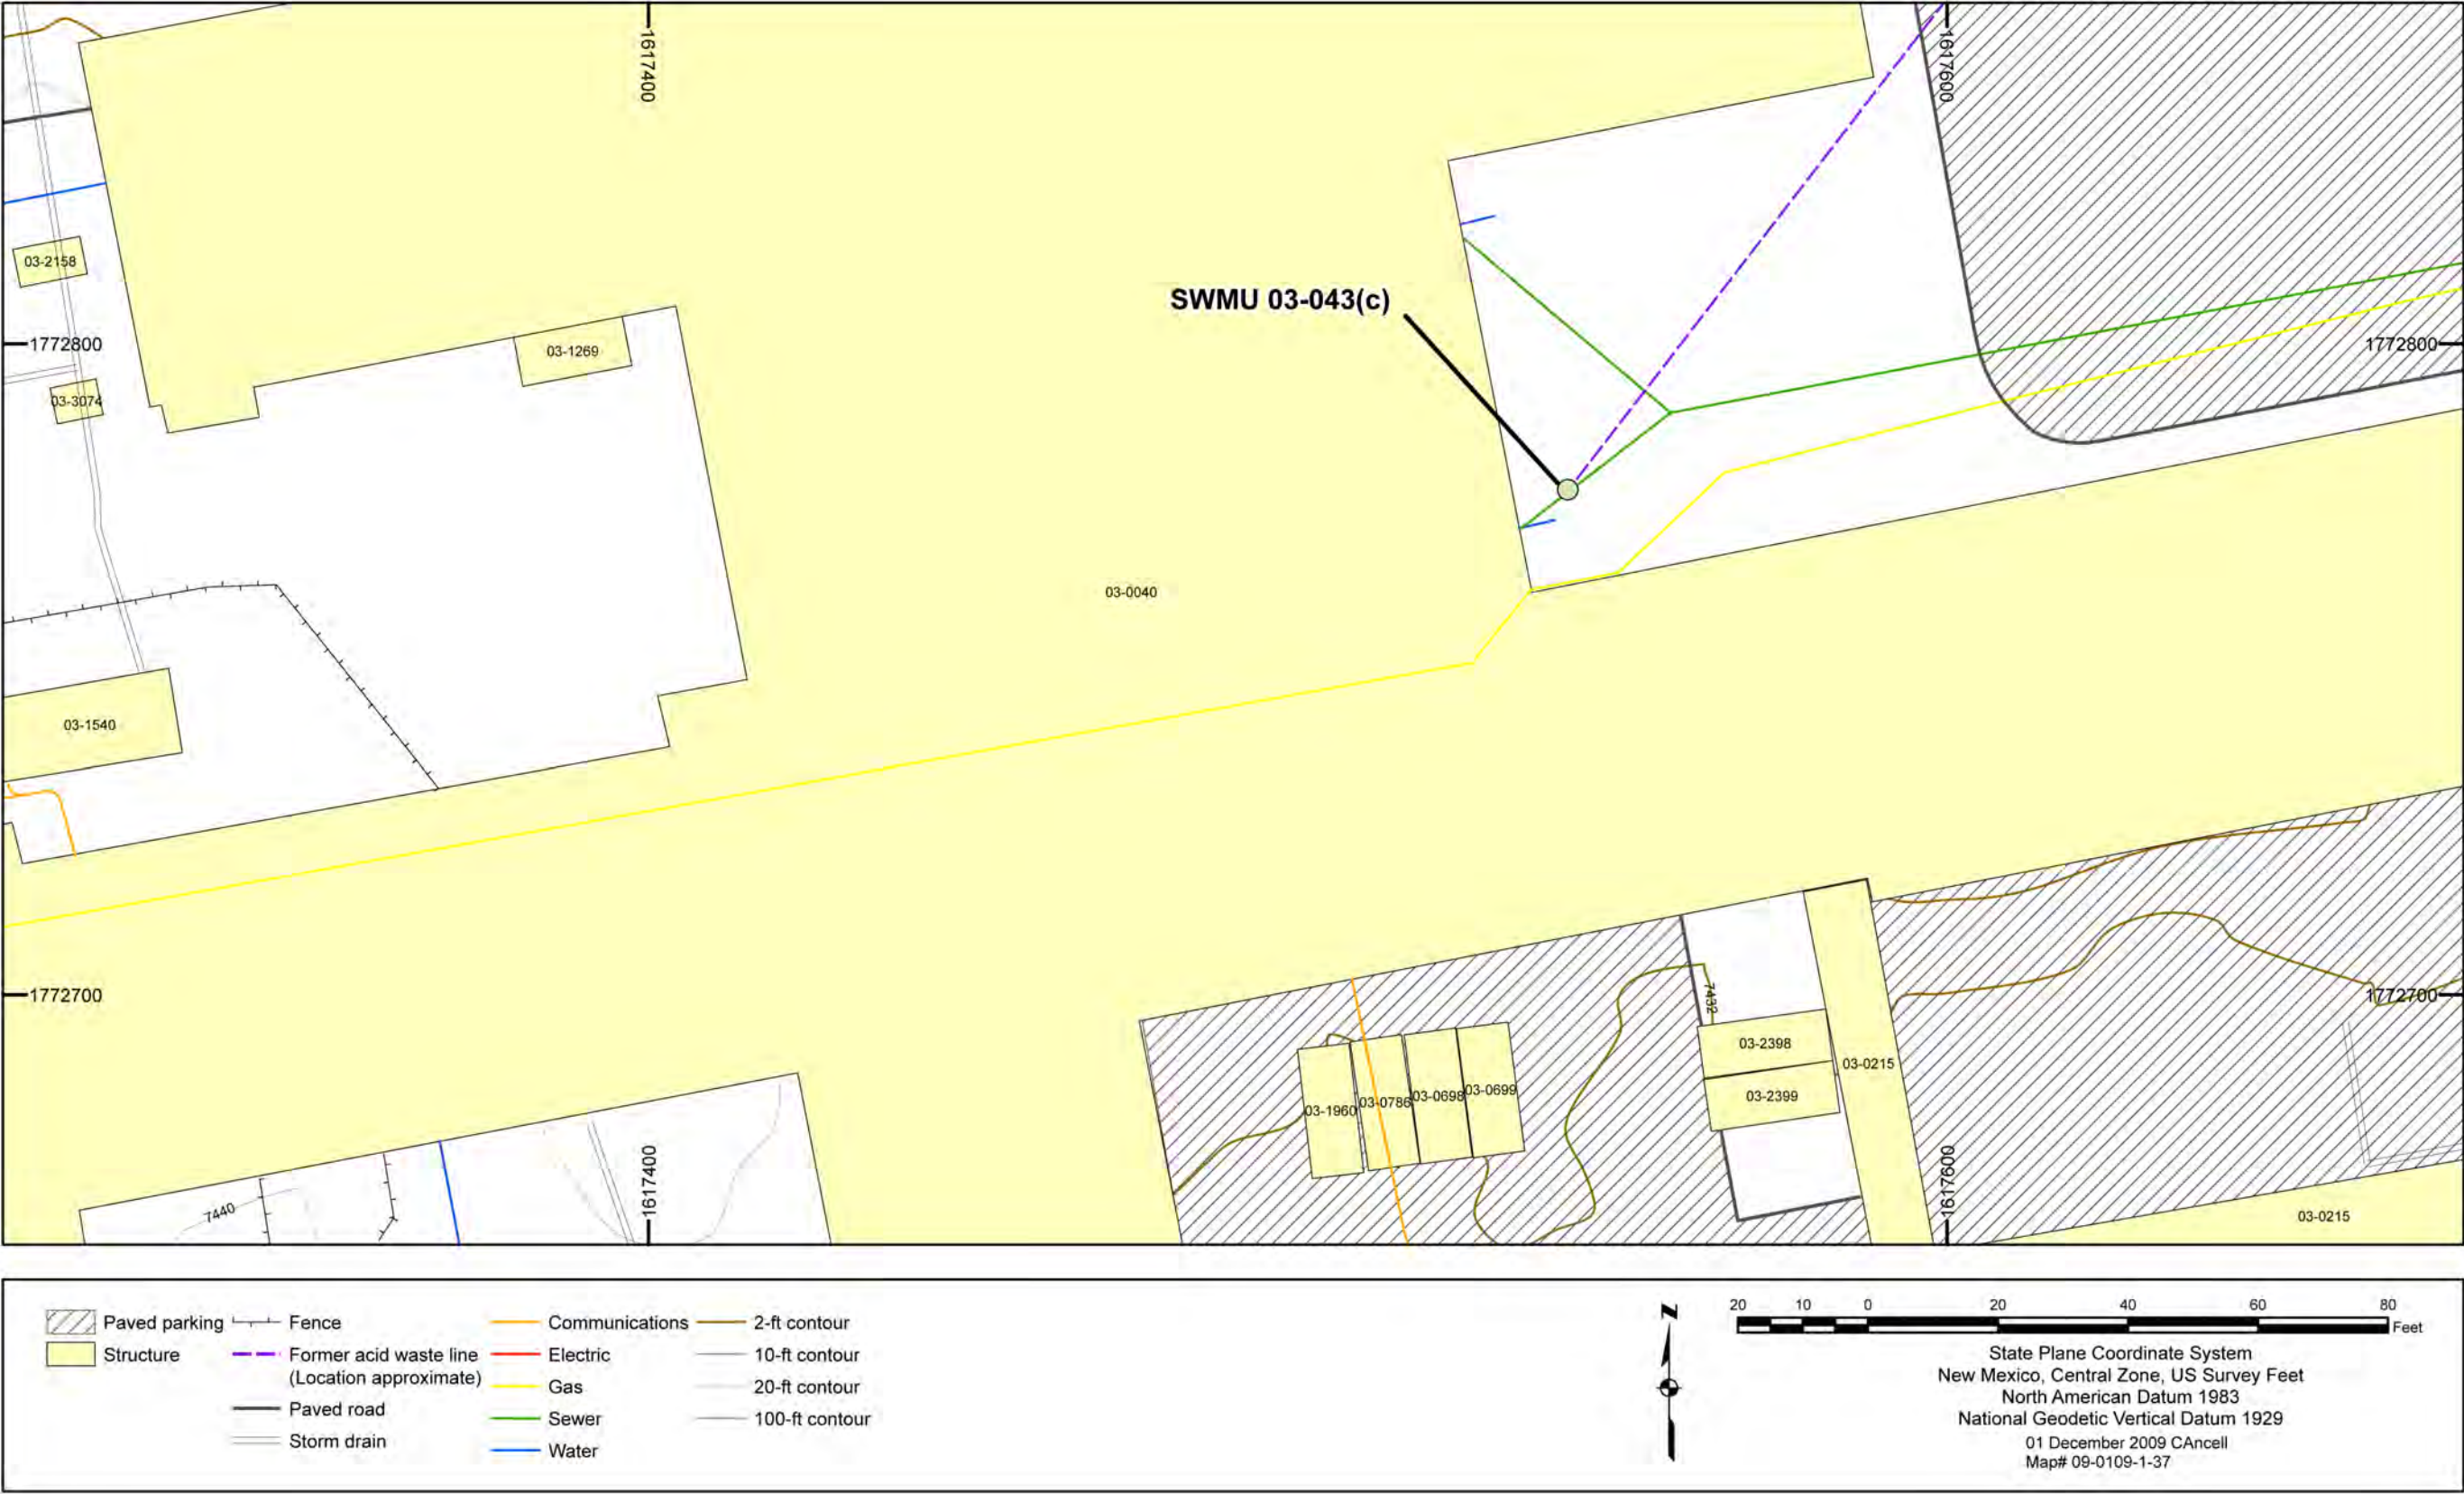 1617400
1617600
03-2158
SWMU 03-043(c)
1772800
1772800
03-1269
03-3074
03-0040
03-1540
1772700
1772700
7432
03-2398
03-0215
03-2399
03-1960
03-0786
03-0698
03-0699
1617400
1617600
7440
03-0215
Paved parking
Structure
Fence
Former acid waste line
(Location approximate)
Paved road
Storm drain
Communications
Electric
Gas
Sewer
Water
2-ft contour
10-ft contour
20-ft contour
100-ft contour
N
20 10 0 20 40 60 80
Feet
State Plane Coordinate System
New Mexico, Central Zone, US Survey Feet
North American Datum 1983
National Geodetic Vertical Datum 1929
01 December 2009 CAncell
Map# 09-0109-1-37